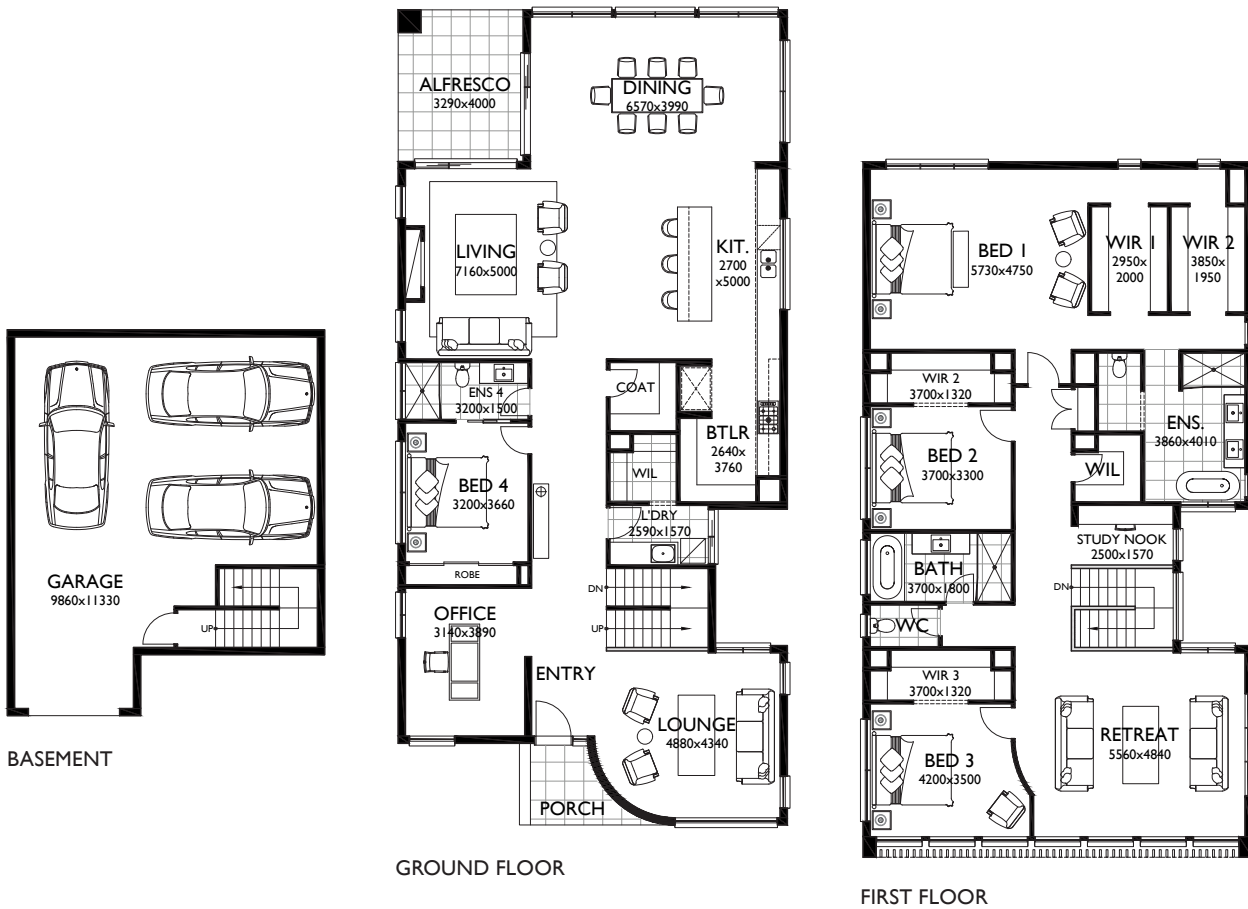 GARAGE
9860x11330
UP
BASEMENT
ALFRESCO
3290x4000
DINING
6570x3990
LIVING
7160x5000
KIT.
2700
x5000
ENS 4
3200x1500
COAT
BTLR
2640x
3760
WIL
BED 4
3200x3660
L'DRY
2590x1570
ROBE
DN
UP
OFFICE
3140x3890
ENTRY
LOUNGE
4880x4340
PORCH
GROUND FLOOR
BED 1
5730x4750
WIR 1
2950x
2000
WIR 2
3850x
1950
WIR 2
3700x1320
ENS.
3860x4010
BED 2
3700x3300
WIL
STUDY NOOK
2500x1570
BATH
3700x1800
DN
WC
WIR 3
3700x1320
RETREAT
5560x4840
BED 3
4200x3500
FIRST FLOOR